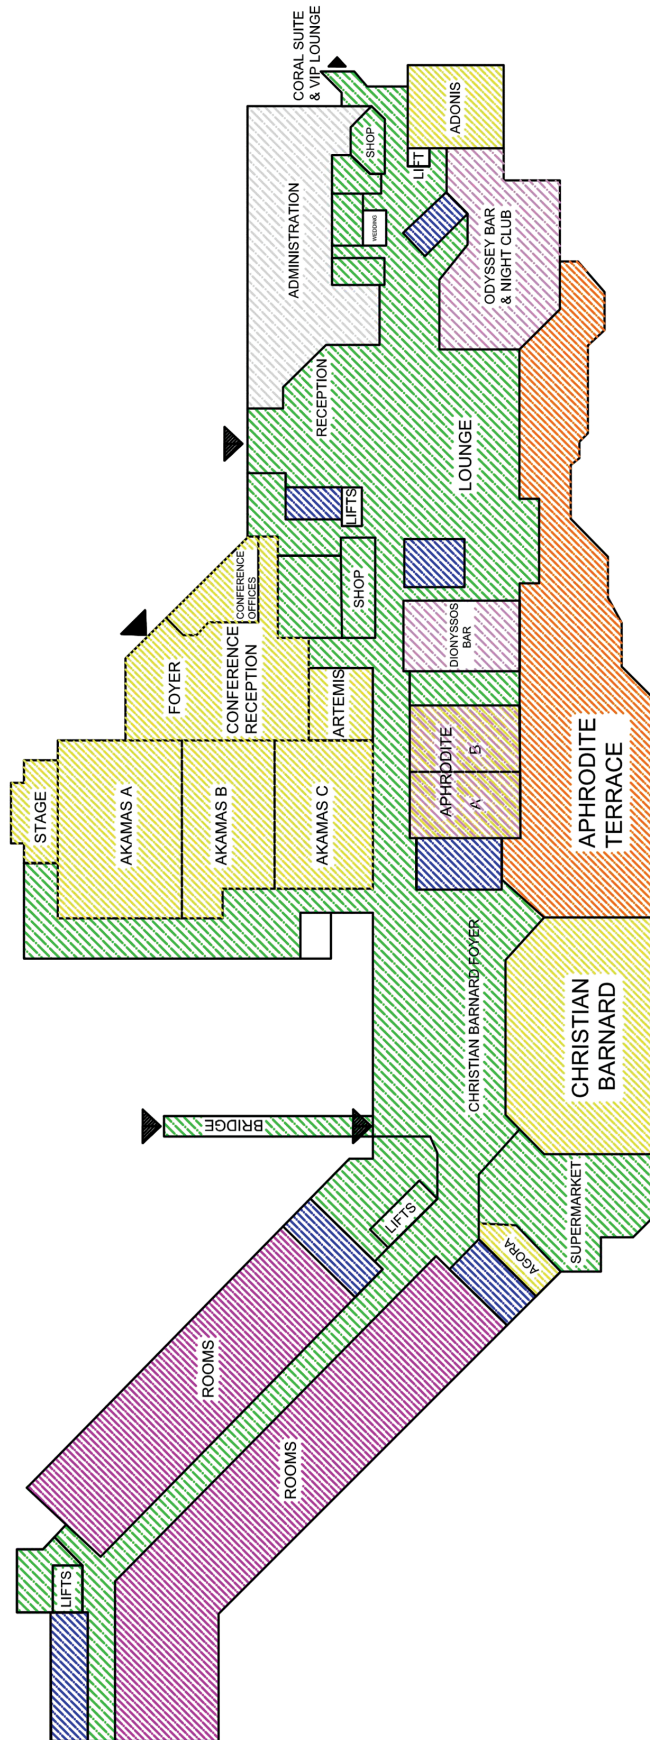 CORAL SUITE
& VIP LOUNGE
ADONIS
SHOP
LIFT
ADMINISTRATION
WEDDING
ODYSSEY BAR
& NIGHT CLUB
RECEPTION
LOUNGE
LIFTS
CONFERENCE
OFFICES
SHOP
DIONYSSOS
BAR
FOYER
CONFERENCE
RECEPTION
ARTEMIS
APHRODITE
B
A
APHRODITE
TERRACE
STAGE
AKAMAS A
AKAMAS B
AKAMAS C
CHRISTIAN BARNARD FOYER
CHRISTIAN
BARNARD
BRIDGE
SUPERMARKET
LIFTS
AGORA
ROOMS
ROOMS
LIFTS